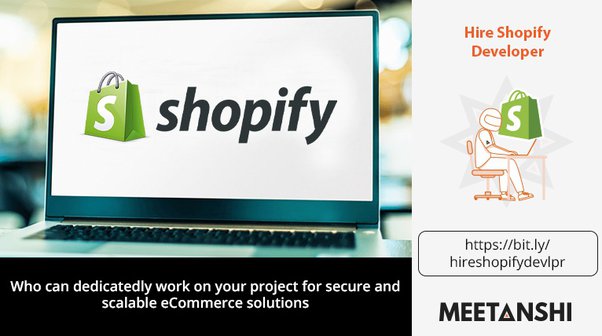 shopify
Who can dedicatedly work on your project for secure and
scalable eCommerce solutions
Hire Shopify
Developer
S
https://bit.ly/
hireshopifydevlpr
MEETANSHI